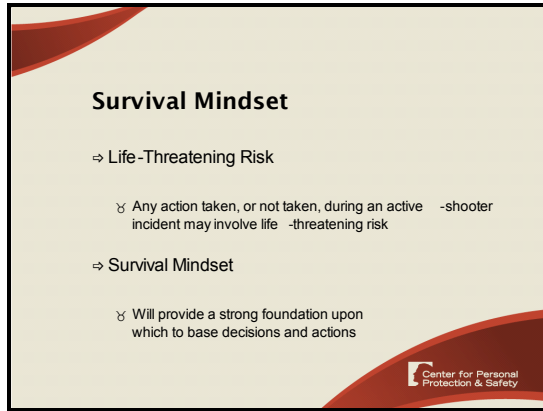 Survival Mindset
⇨ Life-Threatening Risk
♉ Any action taken, or not taken, during an active -shooter
incident may involve life -threatening risk
⇨ Survival Mindset
♉ Will provide a strong foundation upon
which to base decisions and actions
Center for Personal
Protection & Safety